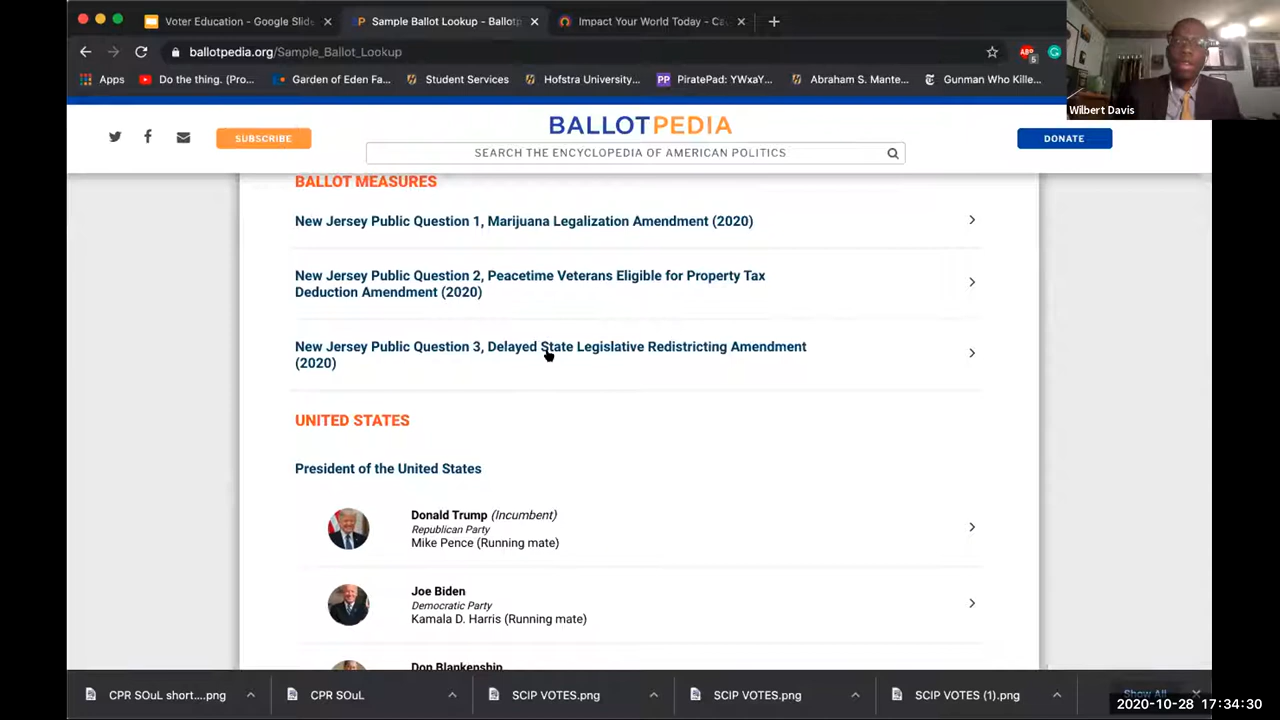 Voter Education - Google Slide
Sample Ballot Lookup - Ballotp
Impact Your World Today - Ca
ballotpedia.org/Sample_Ballot_Lookup
ABP
5
Apps
Do the thing. (Pro...
Garden of Eden Fa...
Student Services
Hofstra University...
PP
PiratePad: YWxaY...
Abraham S. Mante...
Gunman Who Kille...
Wilbert Davis
SUBSCRIBE
BALLOTPEDIA
SEARCH THE ENCYCLOPEDIA OF AMERICAN POLITICS
DONATE
BALLOT MEASURES
New Jersey Public Question 1, Marijuana Legalization Amendment (2020)
New Jersey Public Question 2, Peacetime Veterans Eligible for Property Tax
Deduction Amendment (2020)
New Jersey Public Question 3, Delayed State Legislative Redistricting Amendment
(2020)
UNITED STATES
President of the United States
Donald Trump (Incumbent)
Republican Party
Mike Pence (Running mate)
Joe Biden
Democratic Party
Kamala D. Harris (Running mate)
Don Blankenship
CPR SOuL short....png
CPR SOuL
SCIP VOTES.png
SCIP VOTES.png
SCIP VOTES (1).png
Show All
2020-10-28 17:34:30